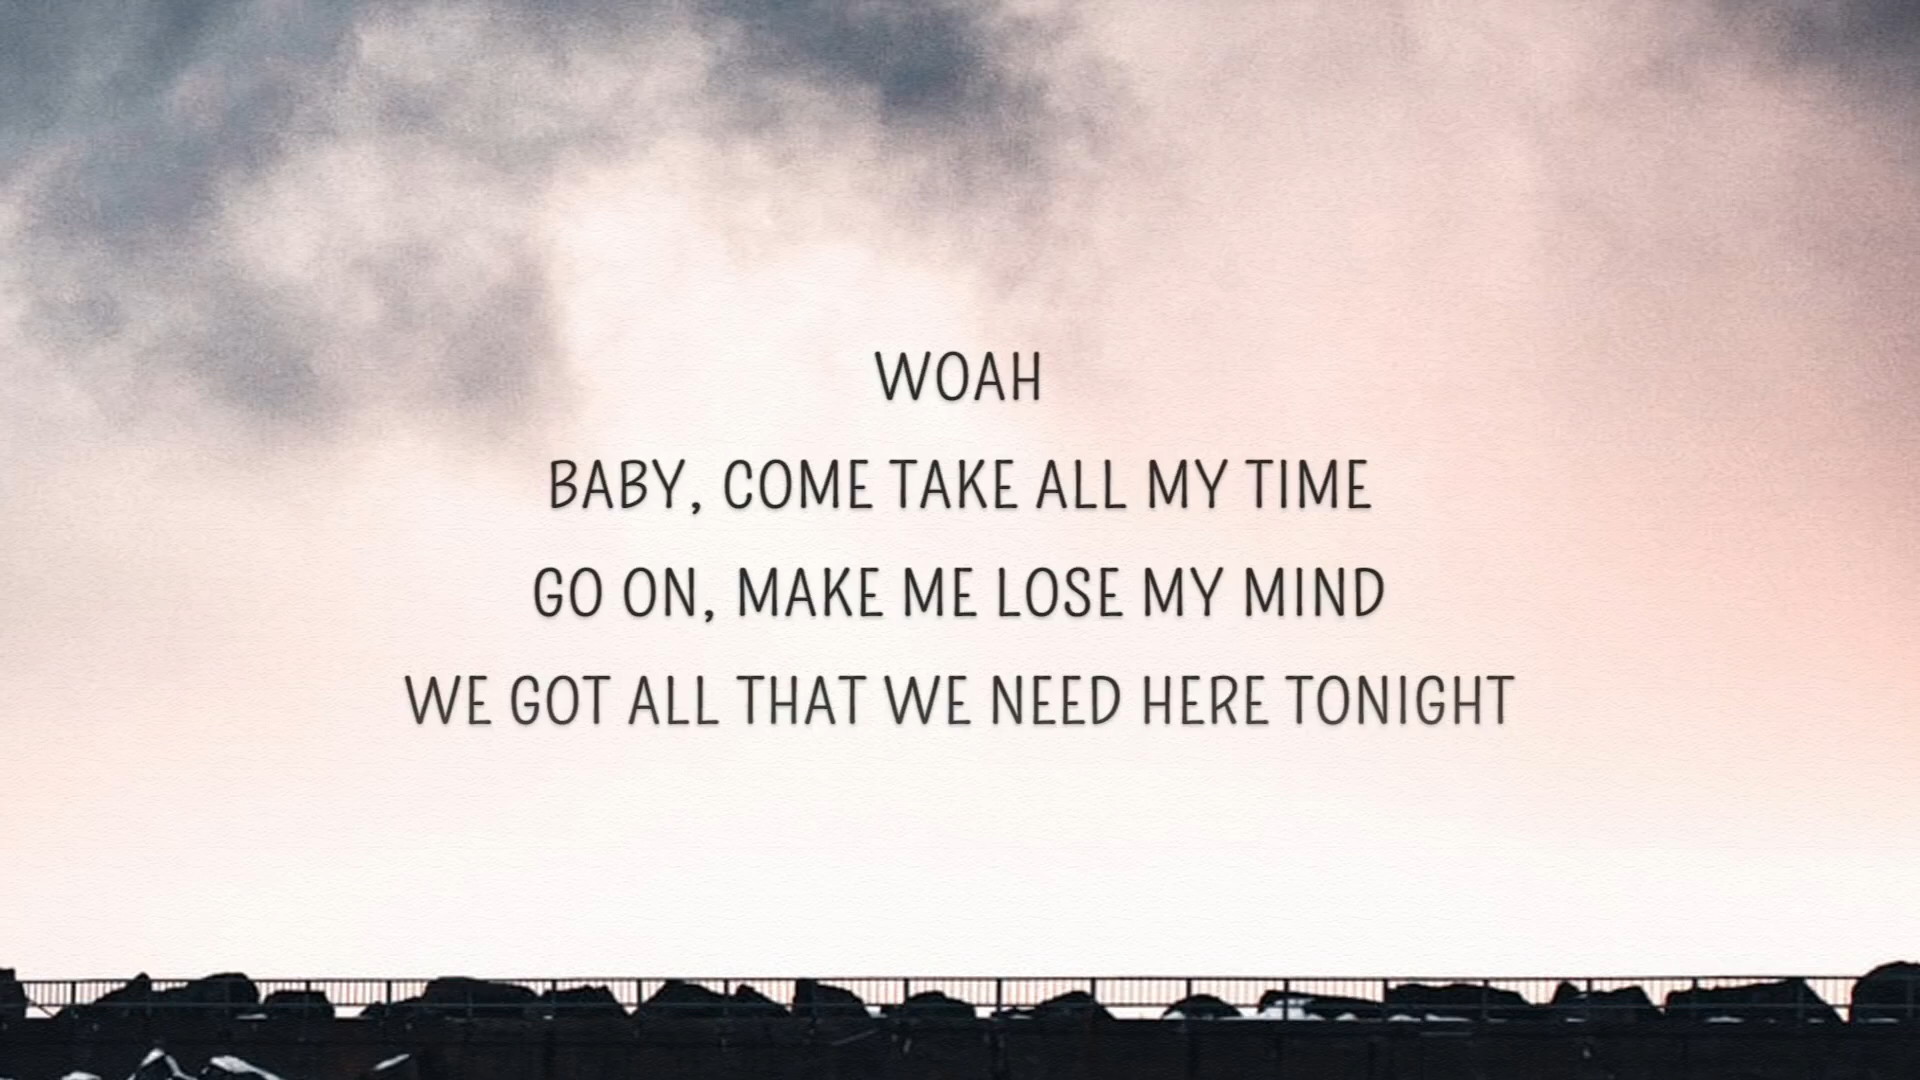 WOAH
BABY, COME TAKE ALL MY TIME
GO ON, MAKE ME LOSE MY MIND
WE GOT ALL THAT WE NEED HERE TONIGHT